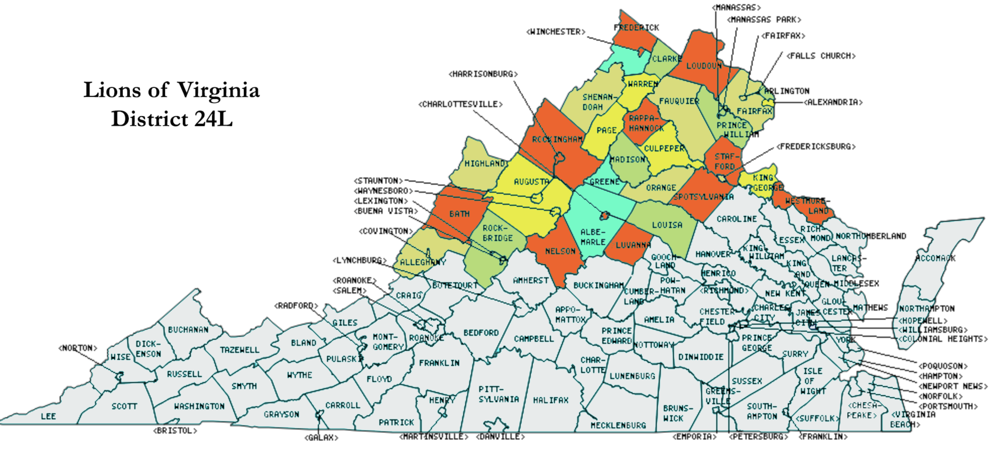 Lions of Virginia
District 24L
<MANASSAS>
<MANASSAS PARK>
<FAIRFAX>
<FALLS CHURCH>
<WINCHESTER>
FREDERICK
CLARKE
LOUDOUN
ARLINGTON
<ALEXANDRIA>
FAIRFAX
<HARRISONBURG>
<CHARLOTTESVILLE>
WARREN
SHENAN-
DOAH
FAUQUIER
PRINCE
WILLIAM
RAPPA-
HANNOCK
PAGE
ROCKINGHAM
CULPEPER
MADISON
<FREDERICKSBURG>
STAF-
FORD
HIGHLAND
AUGUSTA
GREENE
ORANGE
KING
GEORGE
SPOTSYLVANIA
WESTMORE-
LAND
<STAUNTON>
<WAYNESBORO>
<LEXINGTON>
<BUENA VISTA>
<COVINGTON>
BATH
ROCK-
BRIDGE
ALBE-
MARLE
LOUISA
CAROLINE
RICH-
MOND
NORTHUMBERLAND
ESSEX
NELSON
LUVANNA
ALLEGHANY
<LYNCHBURG>
<ROANOKE>
<SALEM>
<RADFORD>
GOOCH-
LAND
HANOVER
KING
WILLIAM
KING
AND
QUEEN
LANCAS-
TER
MIDDLESEX
ACCOMACK
BOTETOURT
AMHERST
BUCKINGHAM
CUMBER-
LAND
POW-
HATAN
HENRICO
<RICHMOND>
NEW KENT
GLOU-
CESTER
MATHEWS
CRAIG
GILES
APPO-
MATTOX
AMELIA
CHESTER
FIELD
CHARLES
CITY
JAMES
CITY
NORTHAMPTON
<HOPEWELL>
<WILLIAMSBURG>
<COLONIAL HEIGHTS>
YORK
BUCHANAN
DICK-
ENSON
<NORTON>
WISE
TAZEWELL
BLAND
PULASKI
MONT-
GOMERY
ROANOKE
BEDFORD
CAMPBELL
PRINCE
EDWARD
NOTTOWAY
DINWIDDIE
PRINCE
GEORGE
SURRY
<POQUOSON>
<HAMPTON>
<NEWPORT NEWS>
<NORFOLK>
<PORTSMOUTH>
RUSSELL
SMYTH
WYTHE
FLOYD
FRANKLIN
CHAR-
LOTTE
LUNENBURG
SUSSEX
ISLE
OF
WIGHT
LEE
SCOTT
WASHINGTON
GRAYSON
CARROLL
PATRICK
HENRY
PITT-
SYLVANIA
HALIFAX
MECKLENBURG
BRUNS-
WICK
GREENS-
VILLE
SOUTH-
AMPTON
<SUFFOLK>
<CHESA-
PEAKE>
<VIRGINIA
BEACH>
<BRISTOL>
<GALAX>
<MARTINSVILLE>
<DANVILLE>
<EMPORIA>
<PETERSBURG>
<FRANKLIN>